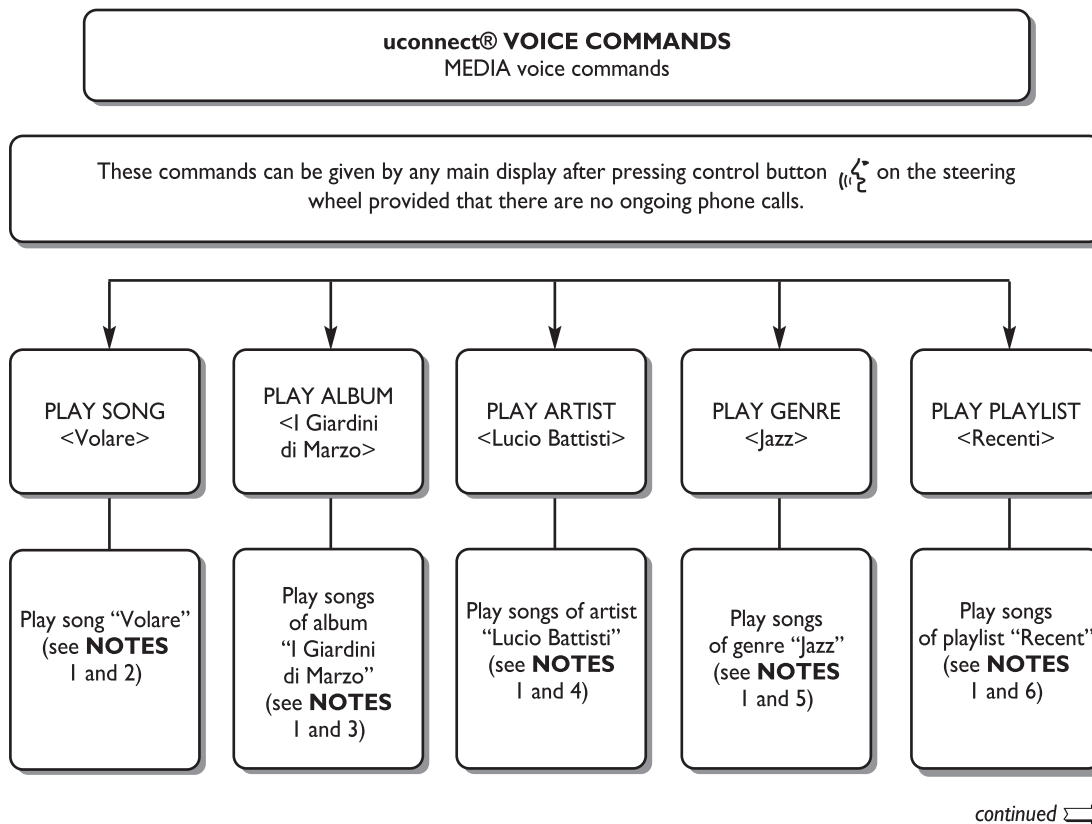 uconnect® VOICE COMMANDS
MEDIA voice commands
These commands can be given by any main display after pressing control button on the steering
wheel provided that there are no ongoing phone calls.
PLAY SONG
<Volare>
PLAY ALBUM
<I Giardini
di Marzo>
PLAY ARTIST
<Lucio Battisti>
PLAY GENRE
<Jazz>
PLAY PLAYLIST
<Recenti>
Play song “Volare”
(see NOTES
1 and 2)
Play songs
of album
“I Giardini
di Marzo”
(see NOTES
1 and 3)
Play songs of artist
“Lucio Battisti”
(see NOTES
1 and 4)
Play songs
of genre “Jazz”
(see NOTES
1 and 5)
Play songs
of playlist “Recent”
(see NOTES
1 and 6)
continued